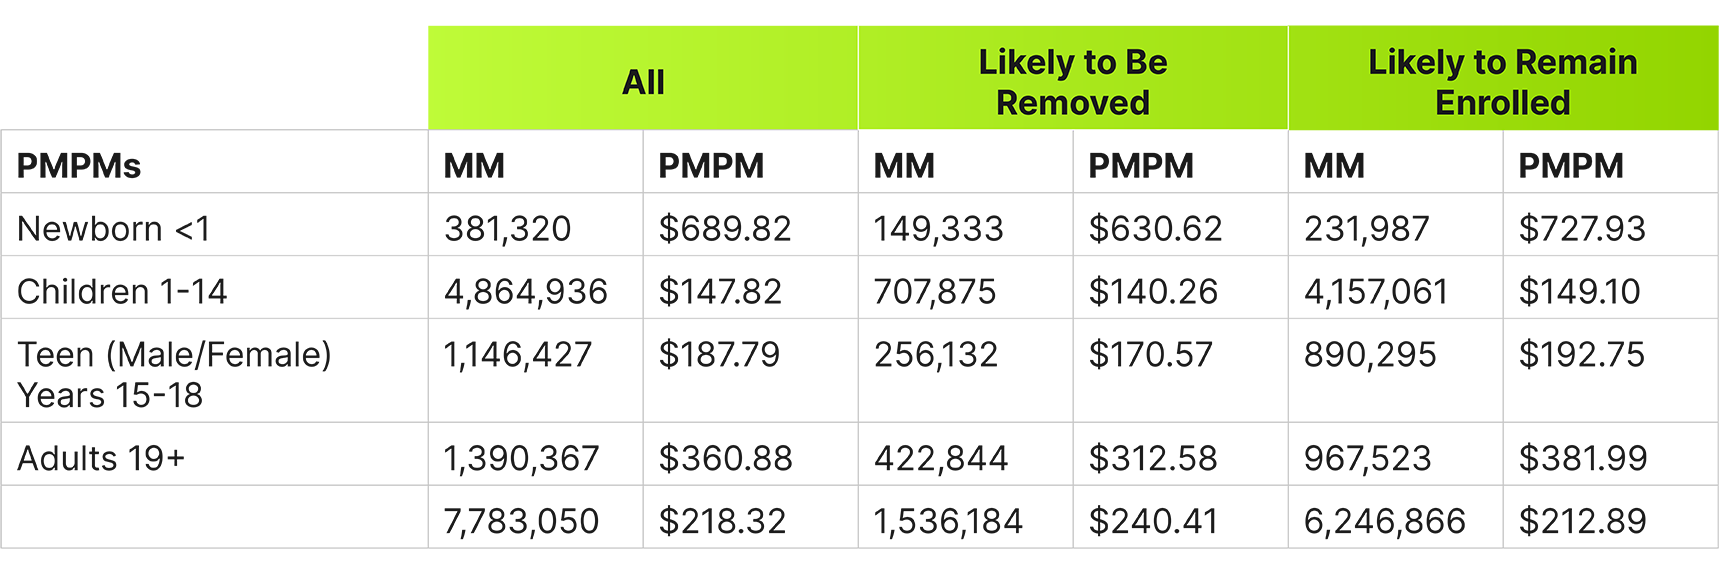 All
Likely to Be
Removed
Likely to Remain
Enrolled
PMPMs MM PMPM MM PMPM MM PMPM
Newborn <1 381,320 $689.82 149,333 $630.62 231,987 $727.93
Children 1-14 4,864,936 $147.82 707,875 $140.26 4,157,061 $149.10
Teen (Male/Female) 1,146,427 $187.79 256,132 $170.57 890,295 $192.75
Years 15-18
Adults 19+ 1,390,367 $360.88 422,844 $312.58 967,523 $381.99
7,783,050 $218.32 1,536,184 $240.41 6,246,866 $212.89